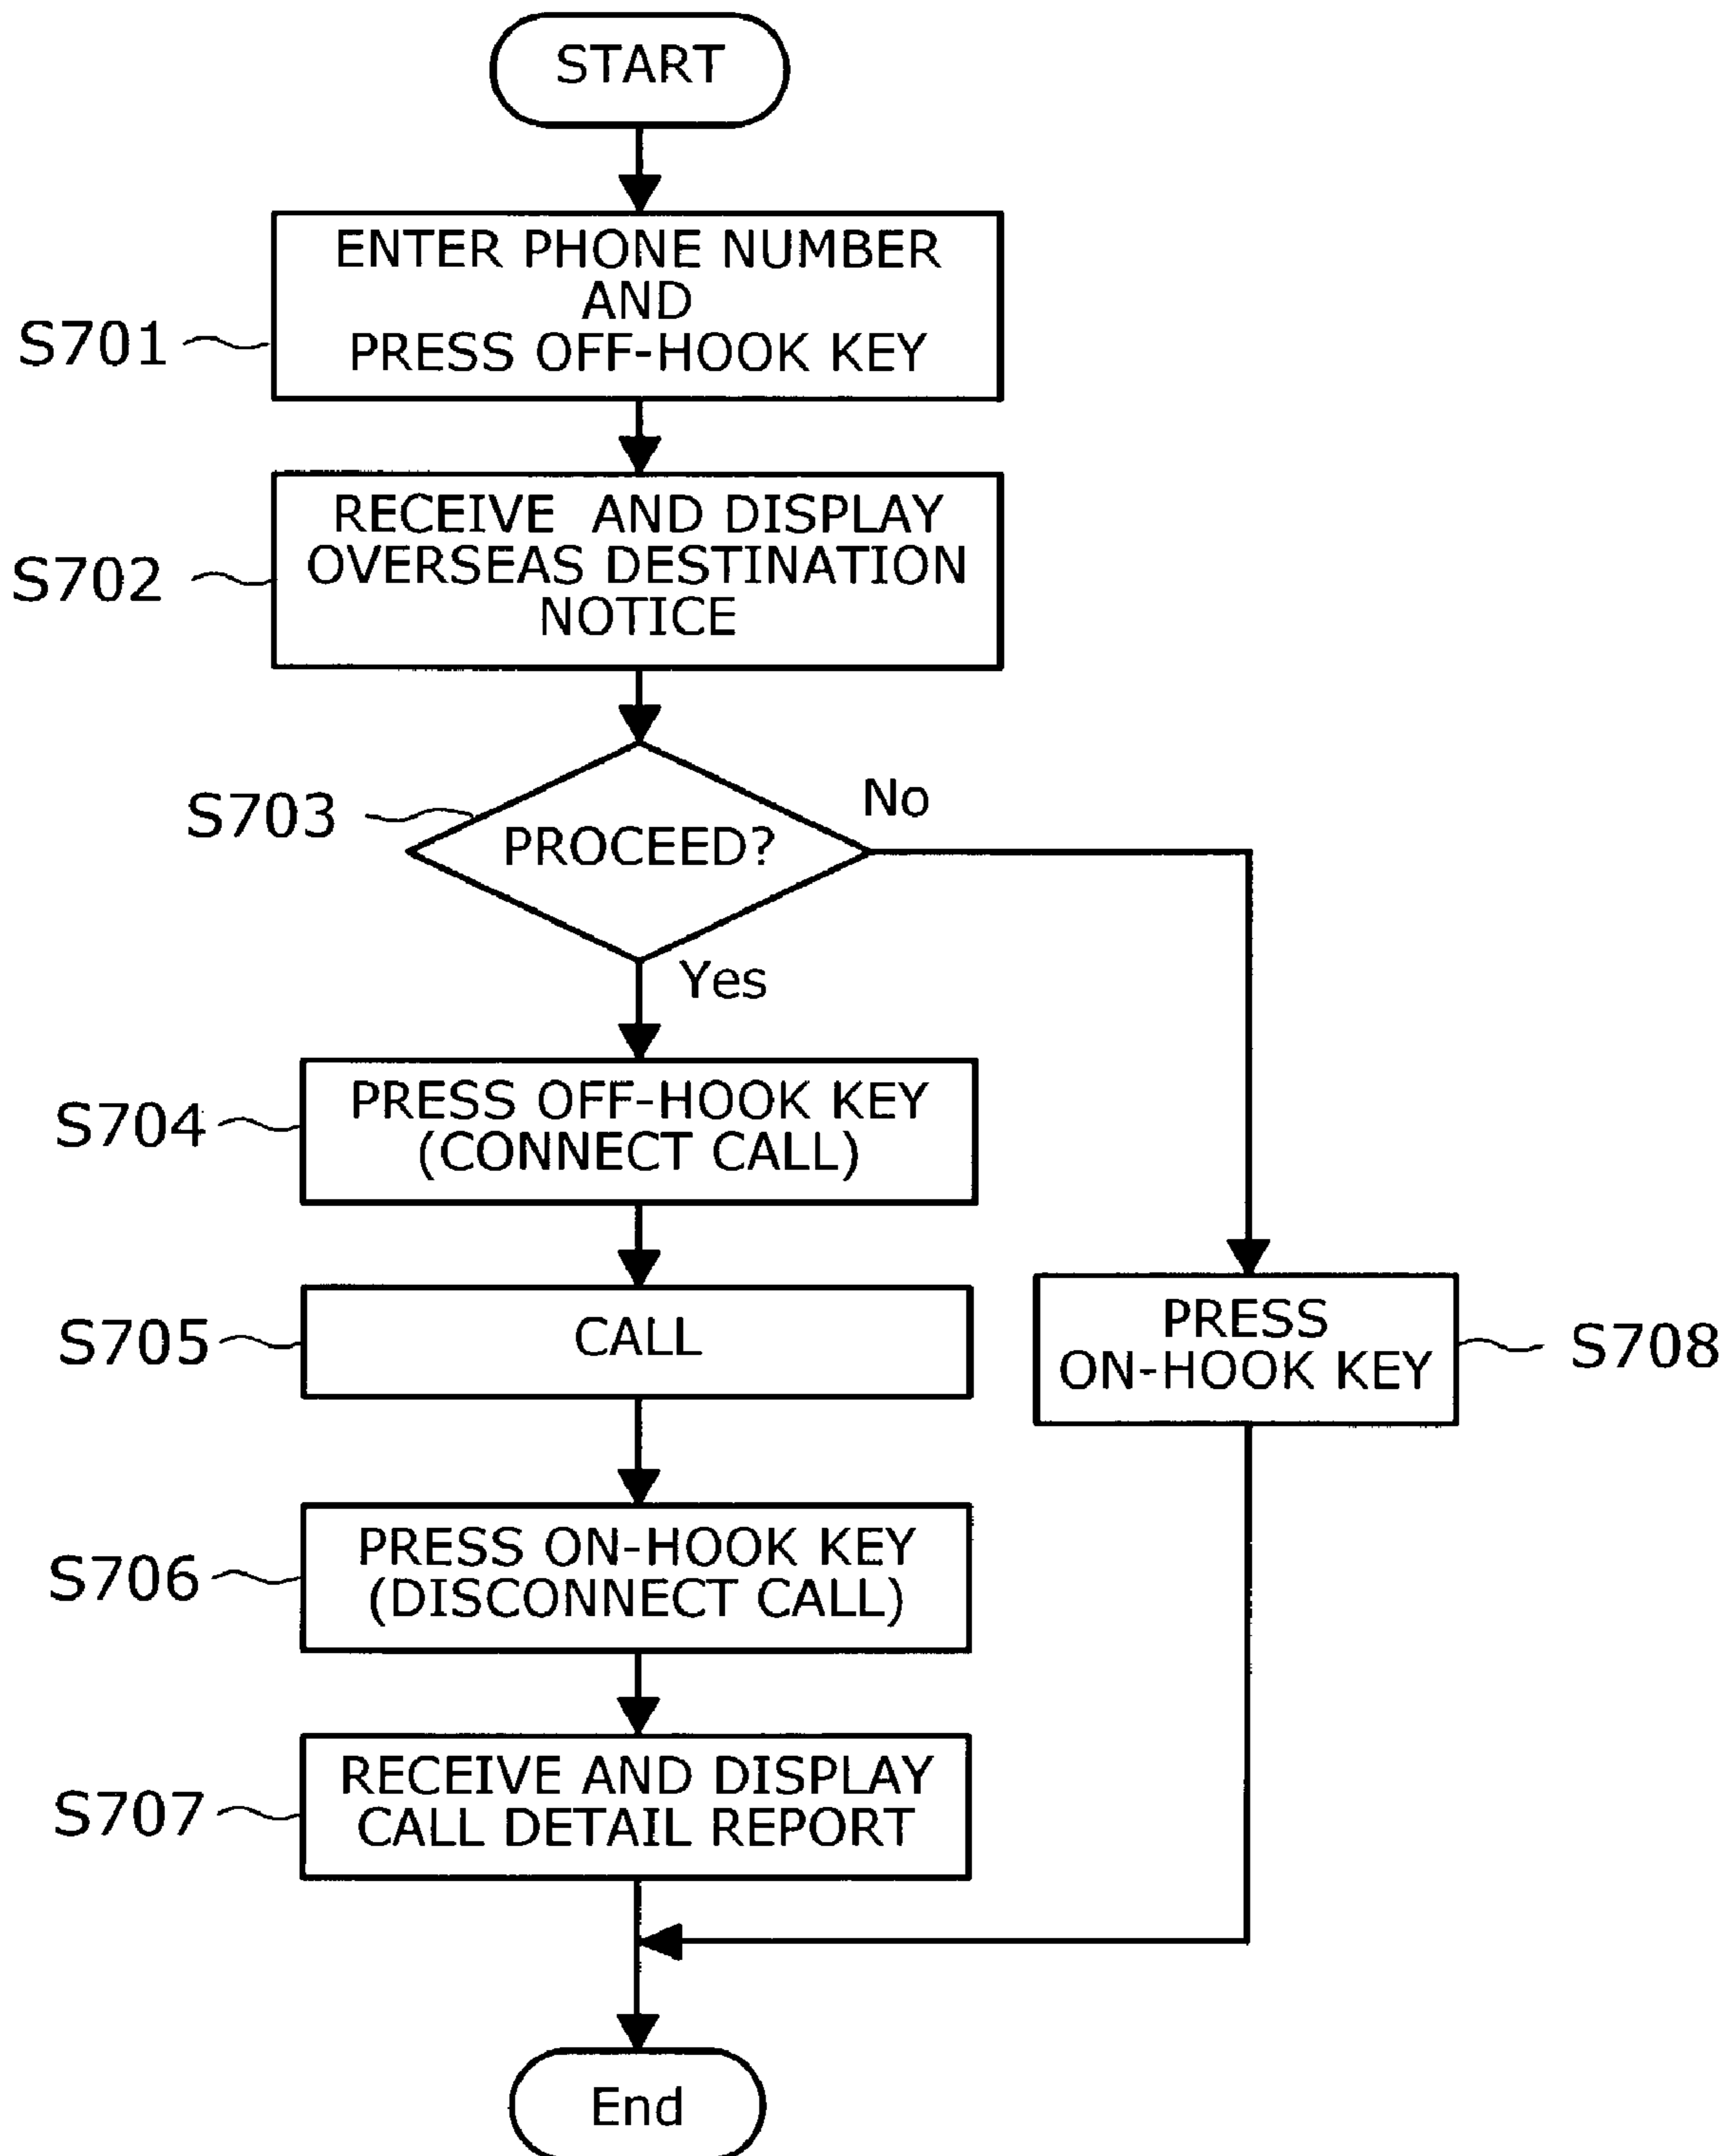 START
ENTER PHONE NUMBER
AND
PRESS OFF-HOOK KEY
S701
RECEIVE AND DISPLAY
OVERSEAS DESTINATION
NOTICE
S702
S703
PROCEED?
No
Yes
PRESS OFF-HOOK KEY
(CONNECT CALL)
S704
CALL
S705
PRESS
ON-HOOK KEY
S708
PRESS ON-HOOK KEY
(DISCONNECT CALL)
S706
RECEIVE AND DISPLAY
CALL DETAIL REPORT
S707
End